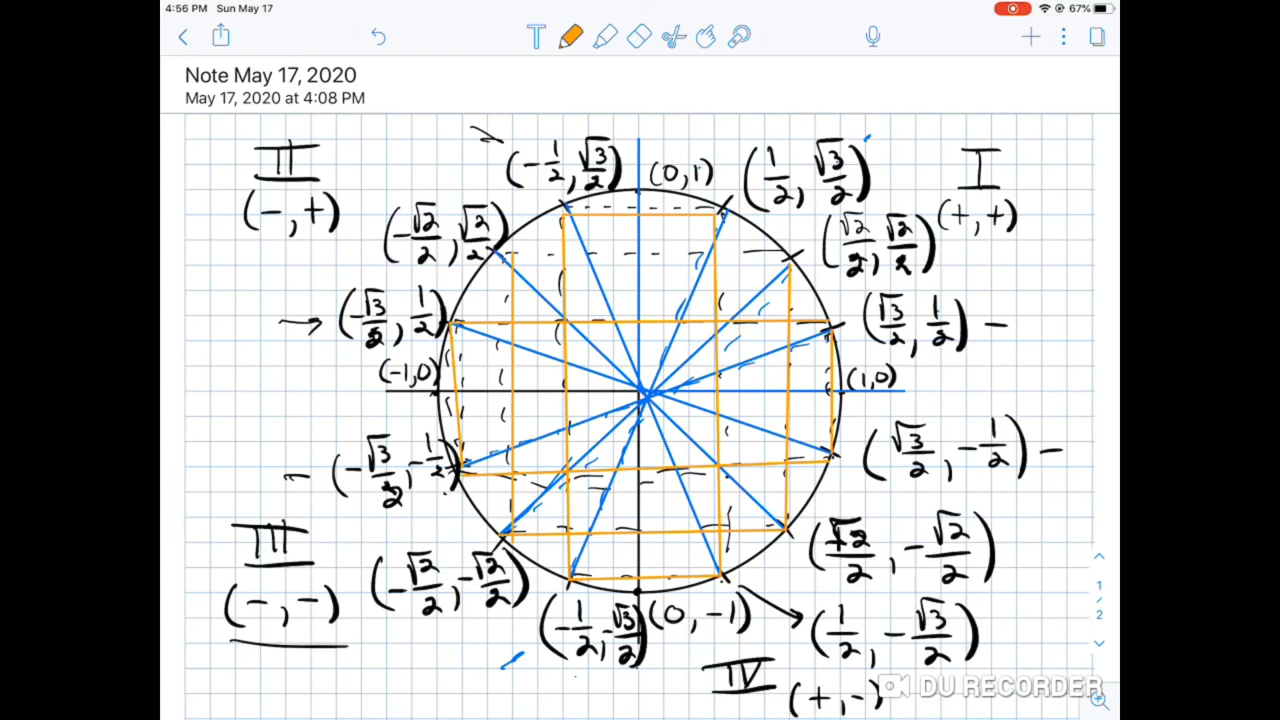 4:56 PM Sun May 17
67%
T
Note May 17, 2020
May 17, 2020 at 4:08 PM
II
(-, +)
(-1/2, √3/2)
(0, 1)
(1/2, √3/2)
I
(+, +)
(-√2/2, √2/2)
(√2/2, √2/2)
(-√3/2, 1/2)
(√3/2, 1/2) -
(-1, 0)
(1, 0)
- (-√3/2, -1/2)
(√3/2, -1/2) -
III
(-, -)
(-√2/2, -√2/2)
(√2/2, -√2/2)
(-1/2, -√3/2)
(0, -1)
(1/2, -√3/2)
IV
(+, -)
1
2
DU RECORDER